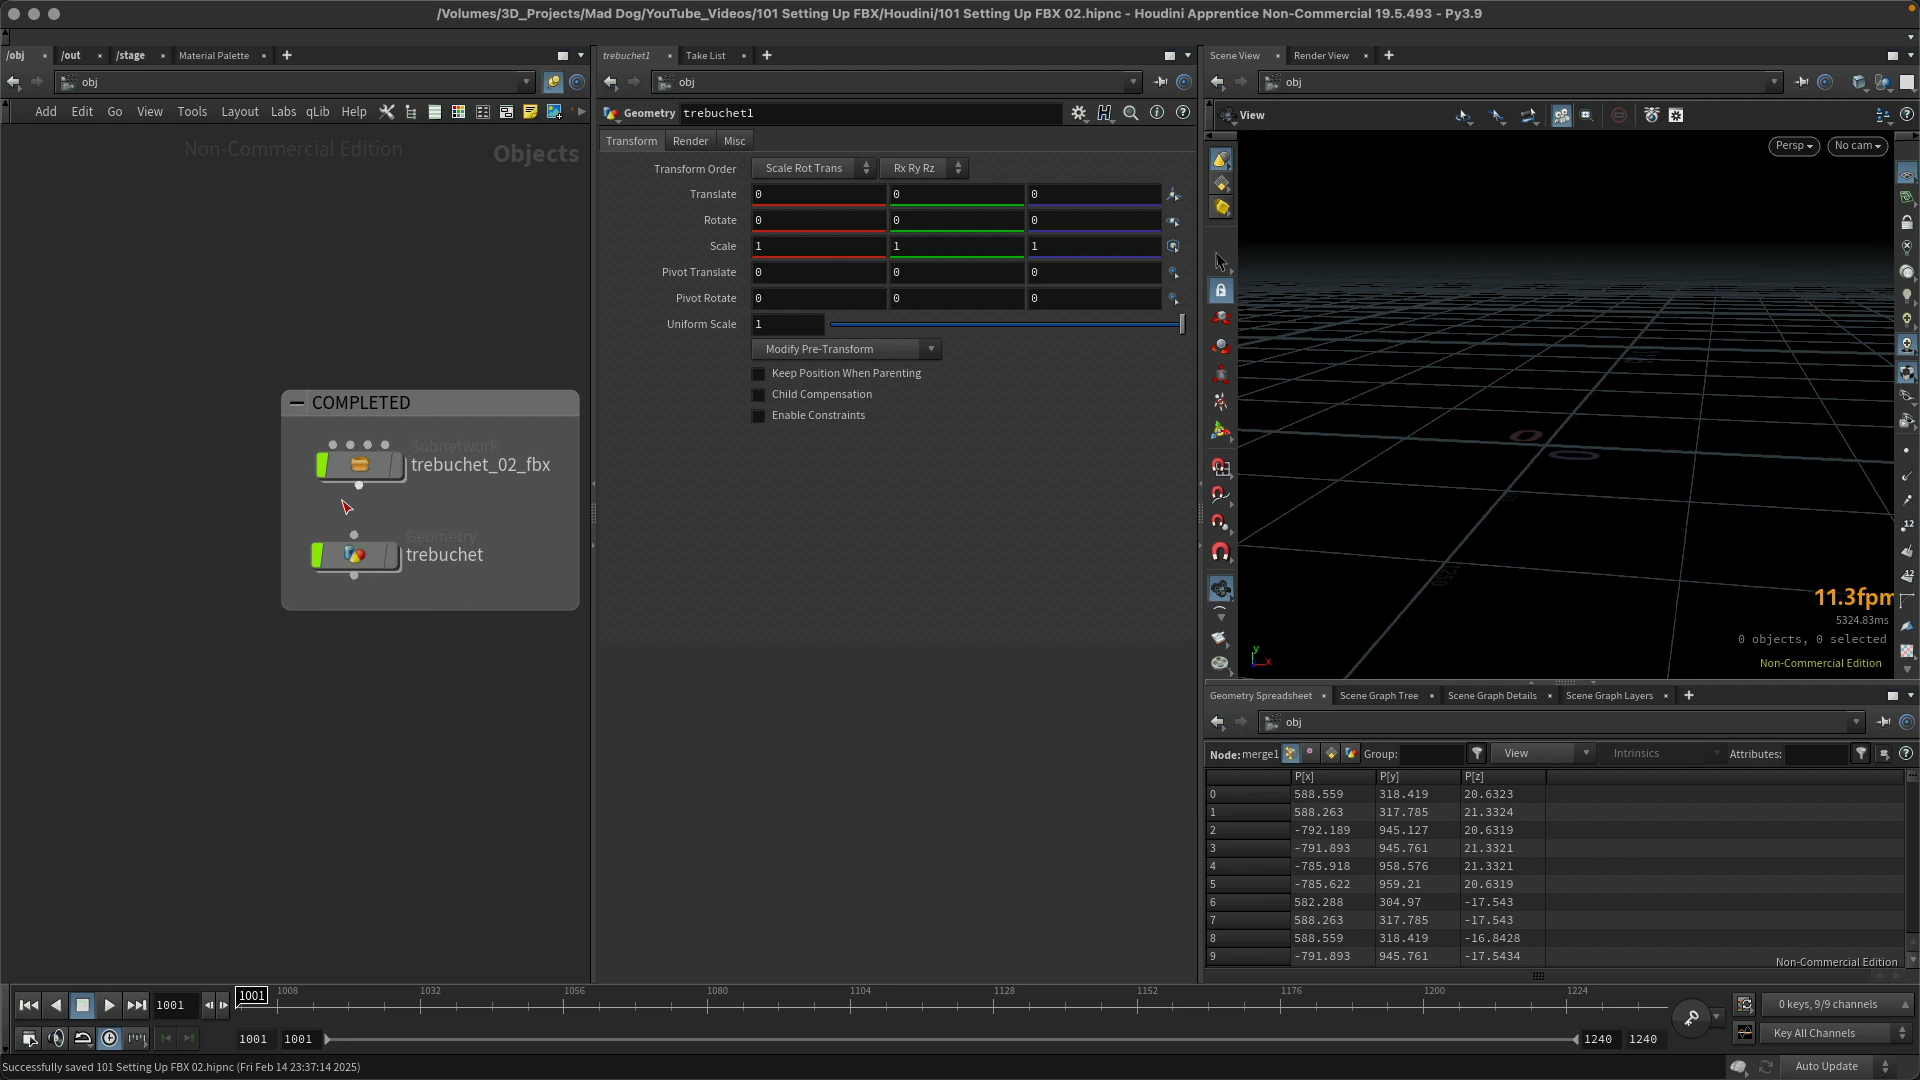 /Volumes/3D_Projects/Mad Dog/YouTube_Videos/101 Setting Up FBX/Houdini/101 Setting Up FBX 02.hipnc - Houdini Apprentice Non-Commercial 19.5.493 - Py3.9
/obj /out /stage Material Palette
trebuchet1 Take List
Scene View Render View
obj
obj
obj
Add Edit Go View Tools Layout Labs qLib Help
Geometry trebuchet1
View
Non-Commercial Edition Objects
Transform Render Misc
Persp No cam
Transform Order Scale Rot Trans Rx Ry Rz
Translate 0 0 0
Rotate 0 0 0
Scale 1 1 1
Pivot Translate 0 0 0
Pivot Rotate 0 0 0
Uniform Scale 1
Modify Pre-Transform
Keep Position When Parenting
Child Compensation
Enable Constraints
COMPLETED
Subnetwork
trebuchet_02_fbx
Geometry
trebuchet
11.3fpm
5324.83ms
0 objects, 0 selected
Non-Commercial Edition
y
x
Geometry Spreadsheet Scene Graph Tree Scene Graph Details Scene Graph Layers
obj
Node: merge1 Group: View Intrinsics Attributes:
P[x] P[y] P[z]
0 588.559 318.419 20.6323
1 588.263 317.785 21.3324
2 -792.189 945.127 20.6319
3 -791.893 945.761 21.3321
4 -785.918 958.576 21.3321
5 -785.622 959.21 20.6319
6 582.288 304.97 -17.543
7 588.263 317.785 -17.543
8 588.559 318.419 -16.8428
9 -791.893 945.761 -17.5434
Non-Commercial Edition
1001 1001 1008 1032 1056 1080 1104 1128 1152 1176 1200 1224
0 keys, 9/9 channels
1001 1001 1240 1240
Key All Channels
Successfully saved 101 Setting Up FBX 02.hipnc (Fri Feb 14 23:37:14 2025)
Auto Update